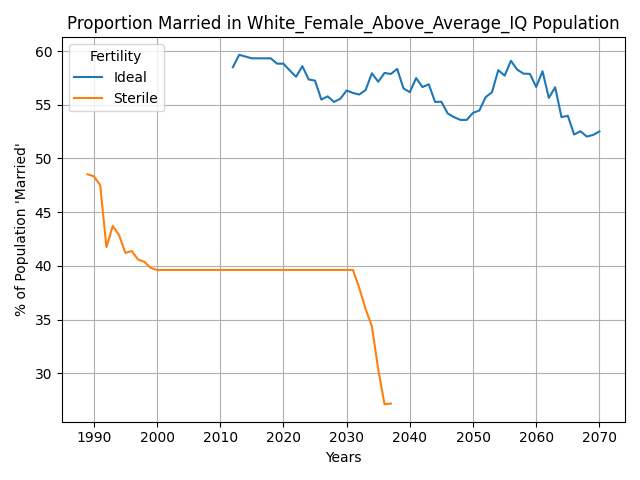 Proportion Married in White_Female_Above_Average_IQ Population
Fertility
Ideal
Sterile
% of Population 'Married'
60
55
50
45
40
35
30
1990 2000 2010 2020 2030 2040 2050 2060 2070
Years